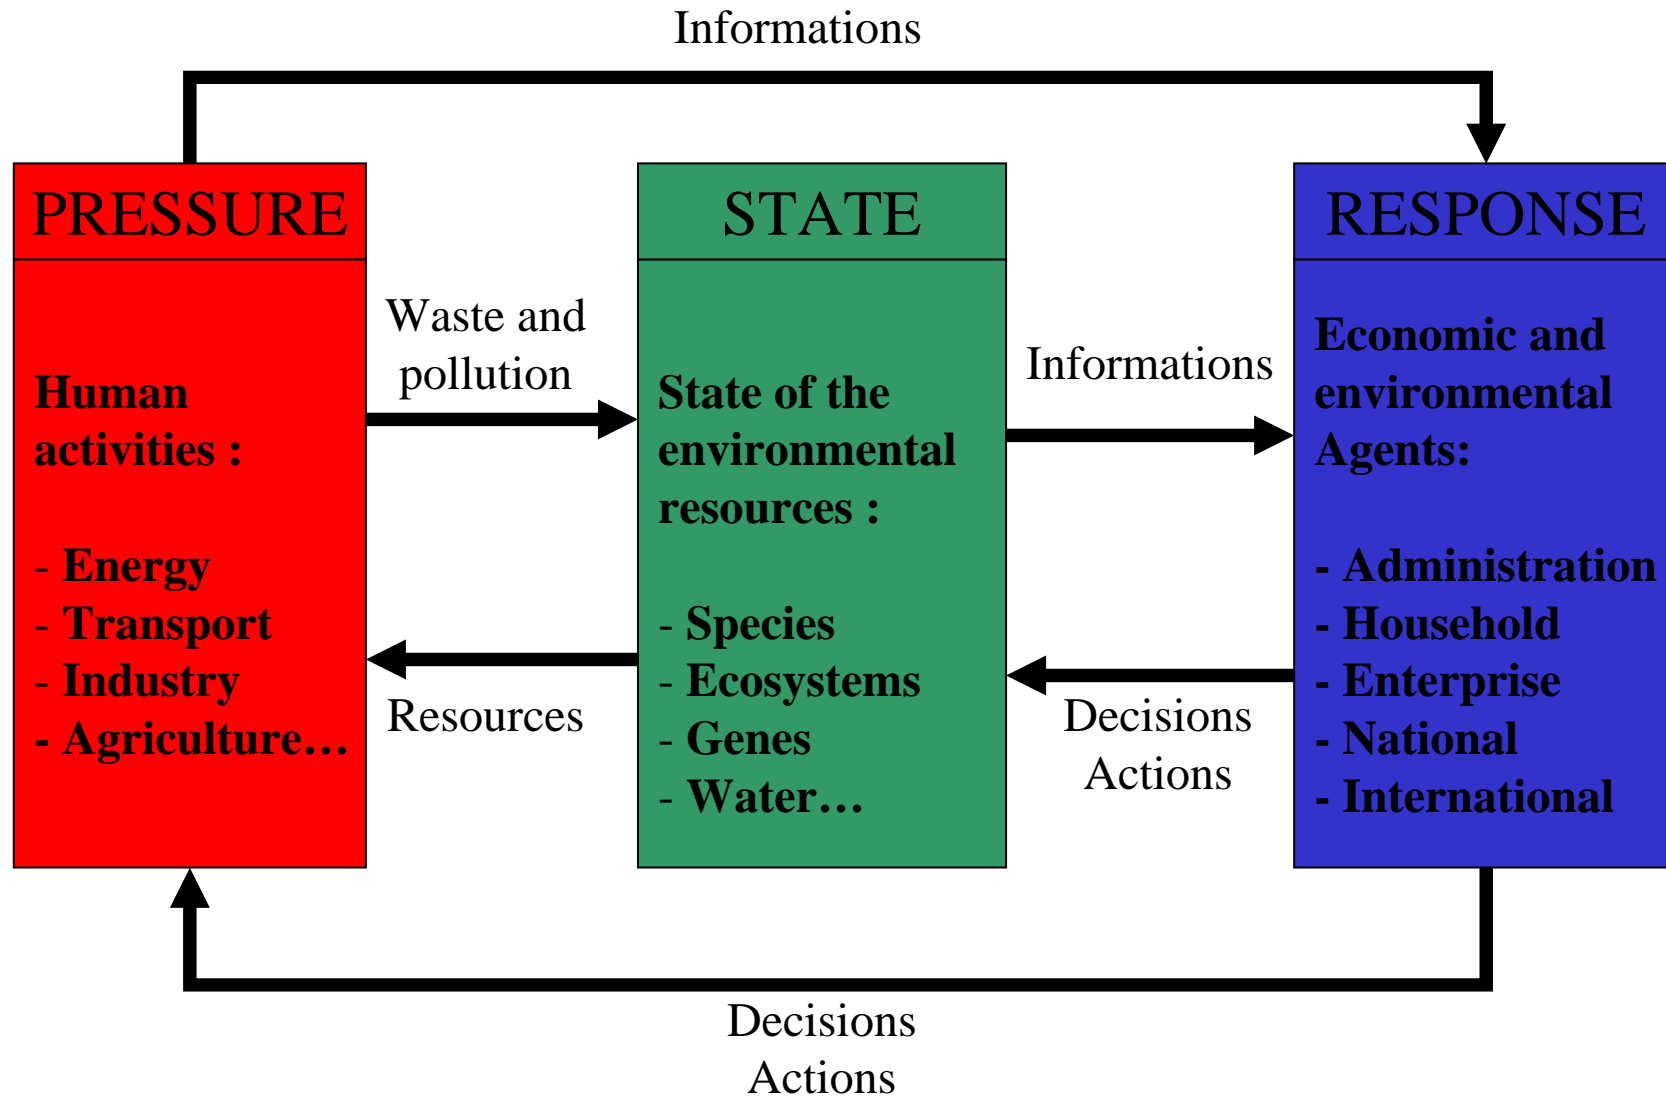 Informations
PRESSURE
Human
activities :
- Energy
- Transport
- Industry
- Agriculture…
Waste and
pollution
Resources
STATE
State of the
environmental
resources :
- Species
- Ecosystems
- Genes
- Water…
Informations
Decisions
Actions
RESPONSE
Economic and
environmental
Agents:
- Administration
- Household
- Enterprise
- National
- International
Decisions
Actions